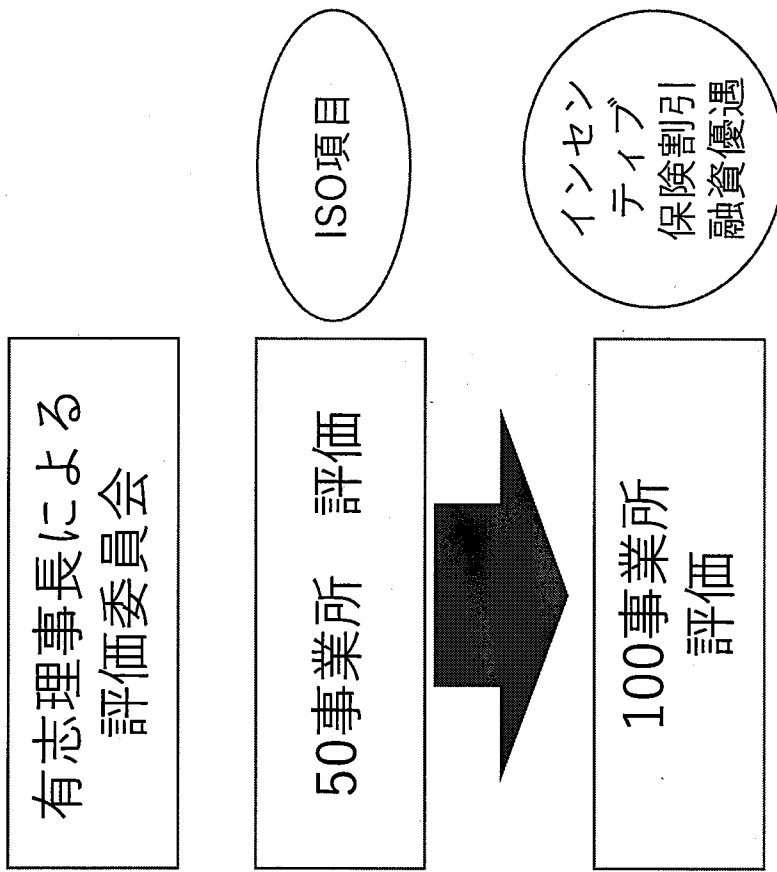 有志理事長による
評価委員会
50事業所　評価
ISO項目
100事業所
評価
インセン
ティブ
保険割引
融資優遇